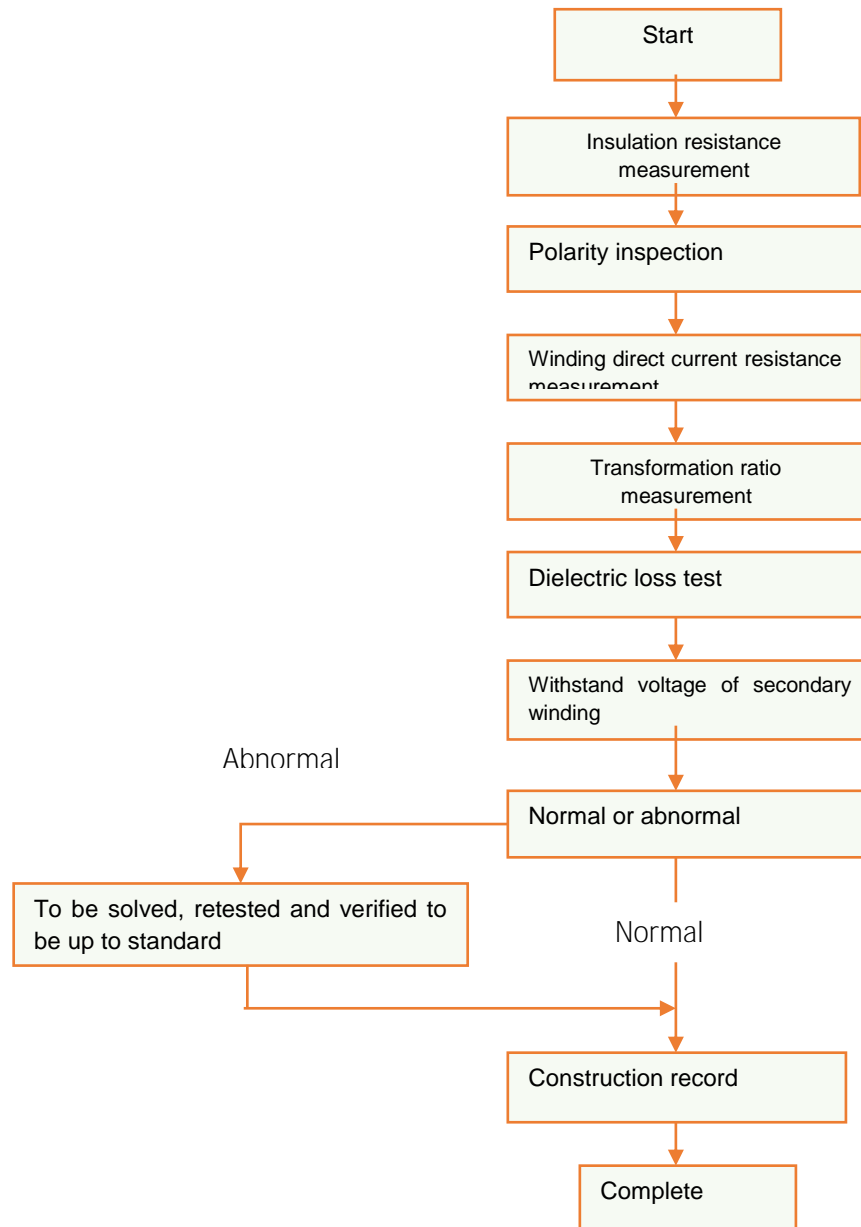 Start
Insulation resistance
measurement
Polarity inspection
Winding direct current resistance
measurement
Transformation ratio
measurement
Dielectric loss test
Withstand voltage of secondary
winding
Abnormal
Normal or abnormal
To be solved, retested and verified to
be up to standard
Normal
Construction record
Complete